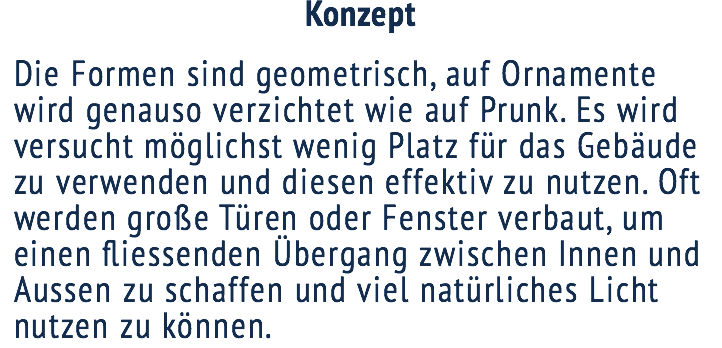 Konzept
Die Formen sind geometrisch, auf Ornamente
wird genauso verzichtet wie auf Prunk. Es wird
versucht möglichst wenig Platz für das Gebäude
zu verwenden und diesen effektiv zu nutzen. Oft
werden große Türen oder Fenster verbaut, um
einen fliessenden Übergang zwischen Innen und
Aussen zu schaffen und viel natürliches Licht
nutzen zu können.